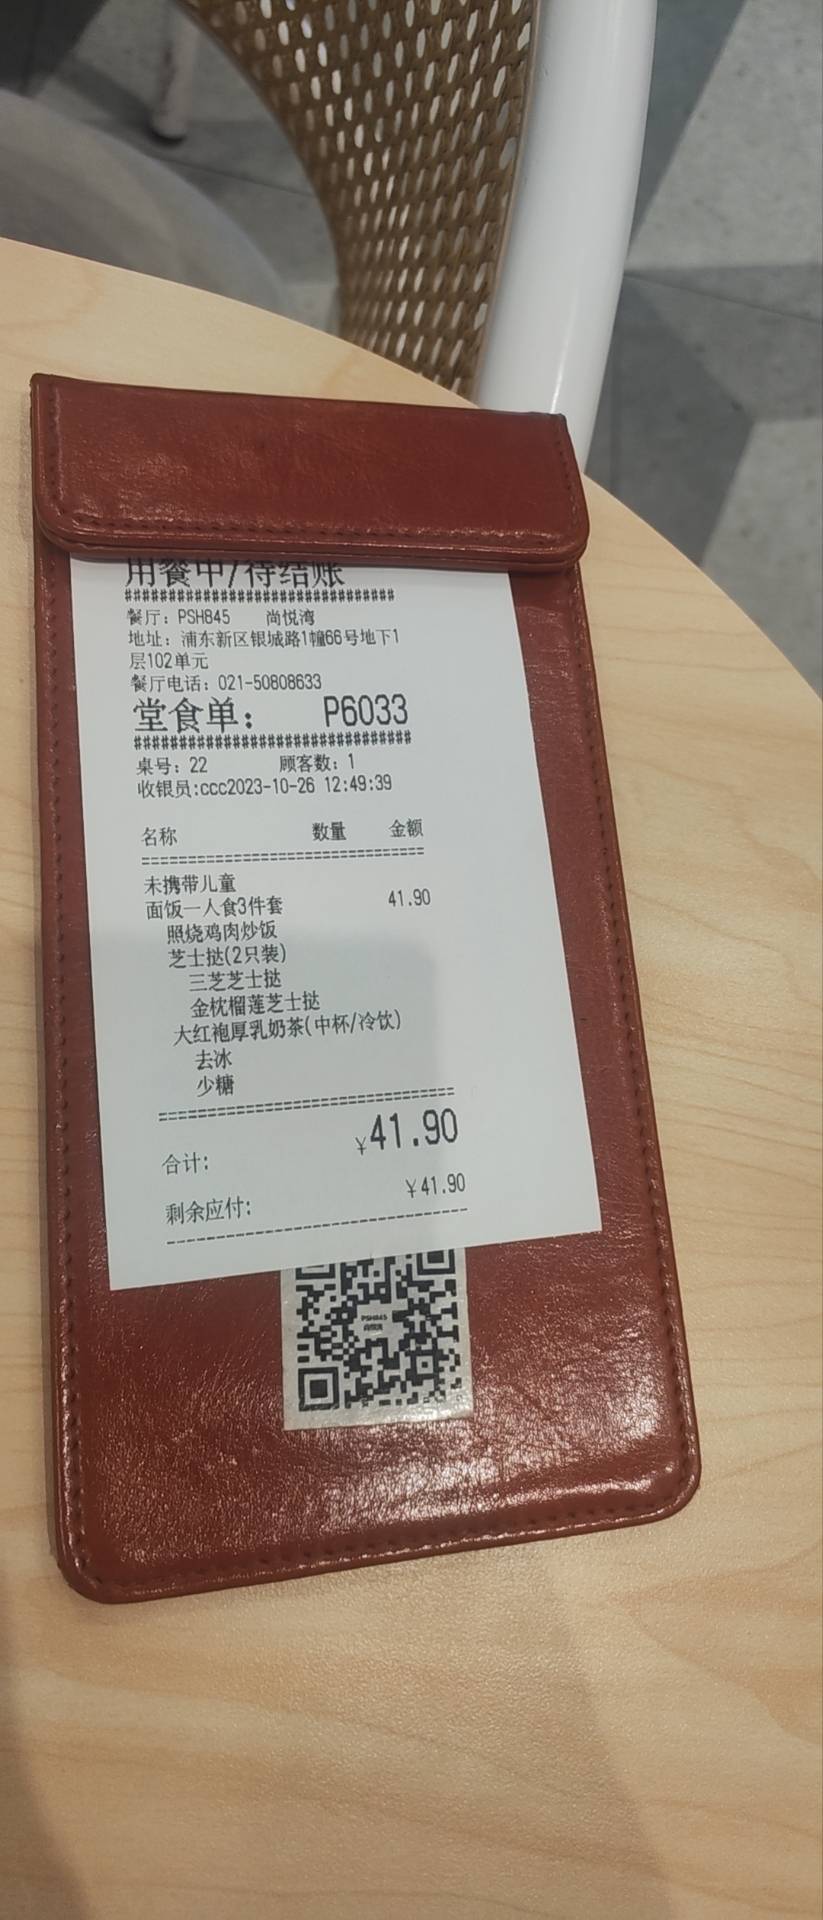 用餐中/待结账
###############################
餐厅: PSH845 尚悦湾
地址: 浦东新区银城路1幢66号地下1
层102单元
餐厅电话: 021-50808633
堂食单: P6033
###############################
桌号: 22 顾客数: 1
收银员:ccc2023-10-26 12:49:39
名称 数量 金额
================================
未携带儿童
面饭一人食3件套 41.90
照烧鸡肉炒饭
芝士挞(2只装)
三芝芝士挞
金枕榴莲芝士挞
大红袍厚乳奶茶(中杯/冷饮)
去冰
少糖
================================
合计: ¥41.90
剩余应付: ¥41.90
--------------------------------
PSH845
尚悦湾